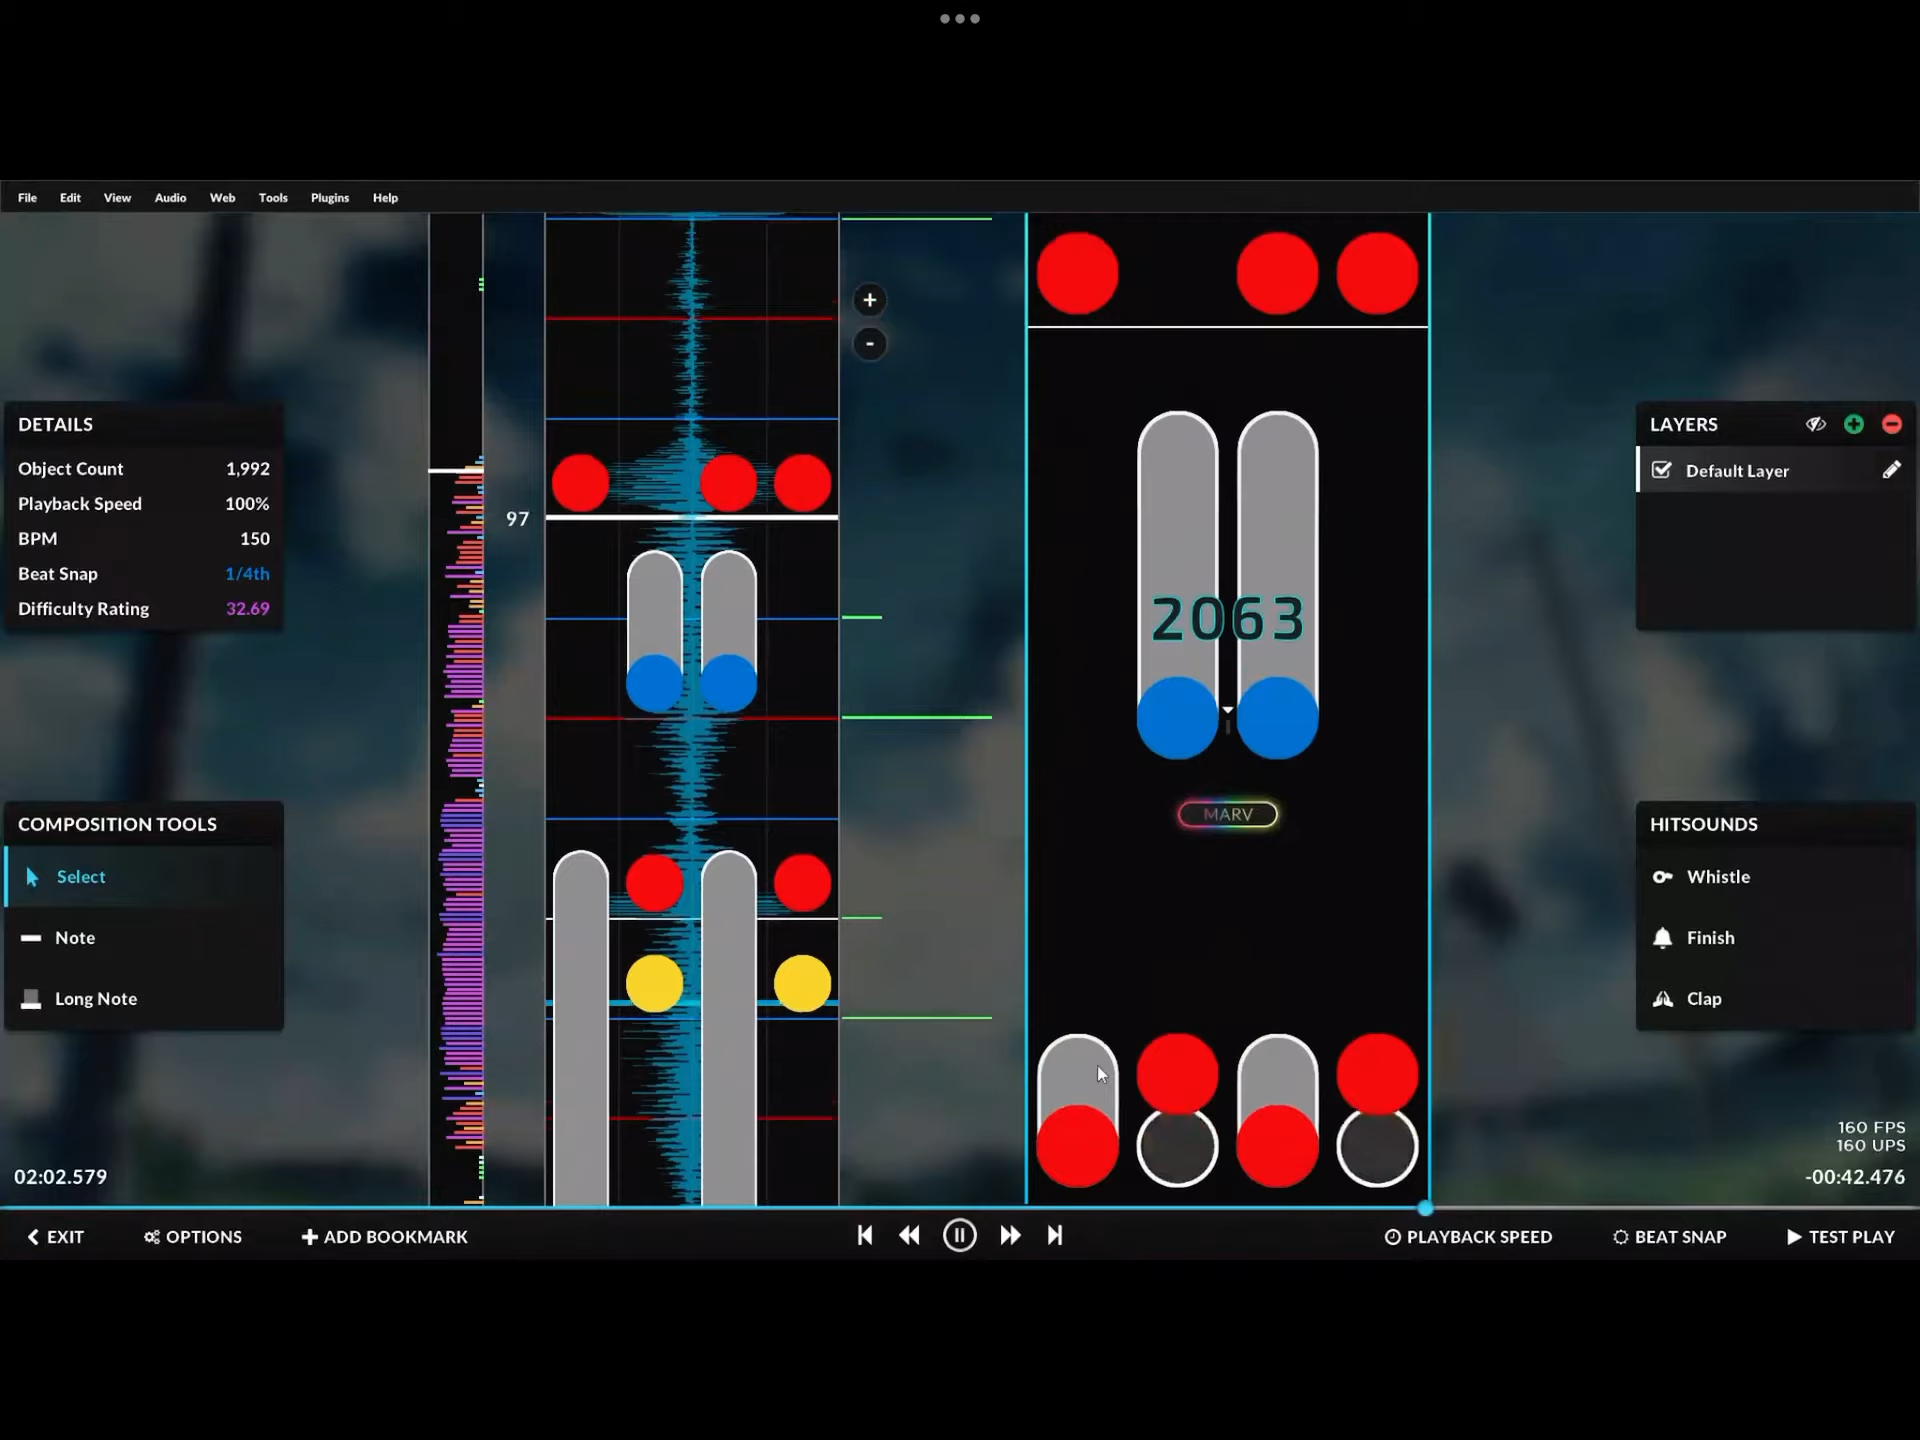 File Edit View Audio Web Tools Plugins Help
DETAILS
Object Count 1,992
Playback Speed 100%
BPM 150
Beat Snap 1/4th
Difficulty Rating 32.69
COMPOSITION TOOLS
Select
Note
Long Note
02:02.579
97
+
-
2063
MARV
LAYERS
Default Layer
HITSOUNDS
Whistle
Finish
Clap
160 FPS
160 UPS
-00:42.476
EXIT OPTIONS ADD BOOKMARK PLAYBACK SPEED BEAT SNAP TEST PLAY